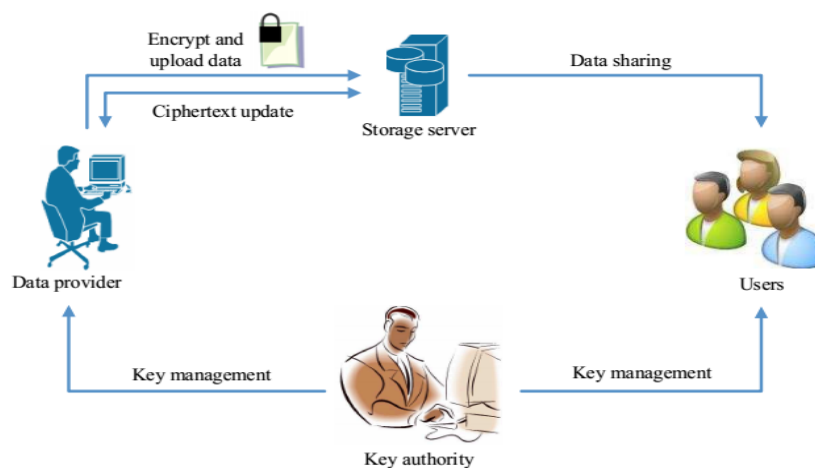 Encrypt and
upload data
Data sharing
Ciphertext update
Storage server
Data provider
Users
Key management
Key management
Key authority